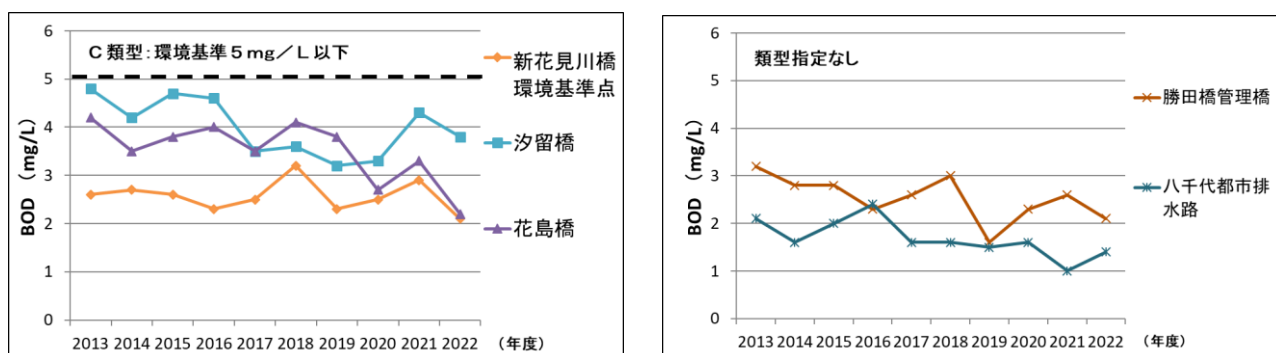 C類型：環境基準5mg／L以下
BOD （mg/L）
6
5
4
3
2
1
0
2013 2014 2015 2016 2017 2018 2019 2020 2021 2022 （年度）
新花見川橋
環境基準点
汐留橋
花島橋
類型指定なし
BOD （mg/L）
6
5
4
3
2
1
0
2013 2014 2015 2016 2017 2018 2019 2020 2021 2022 （年度）
勝田橋管理橋
八千代都市排
水路